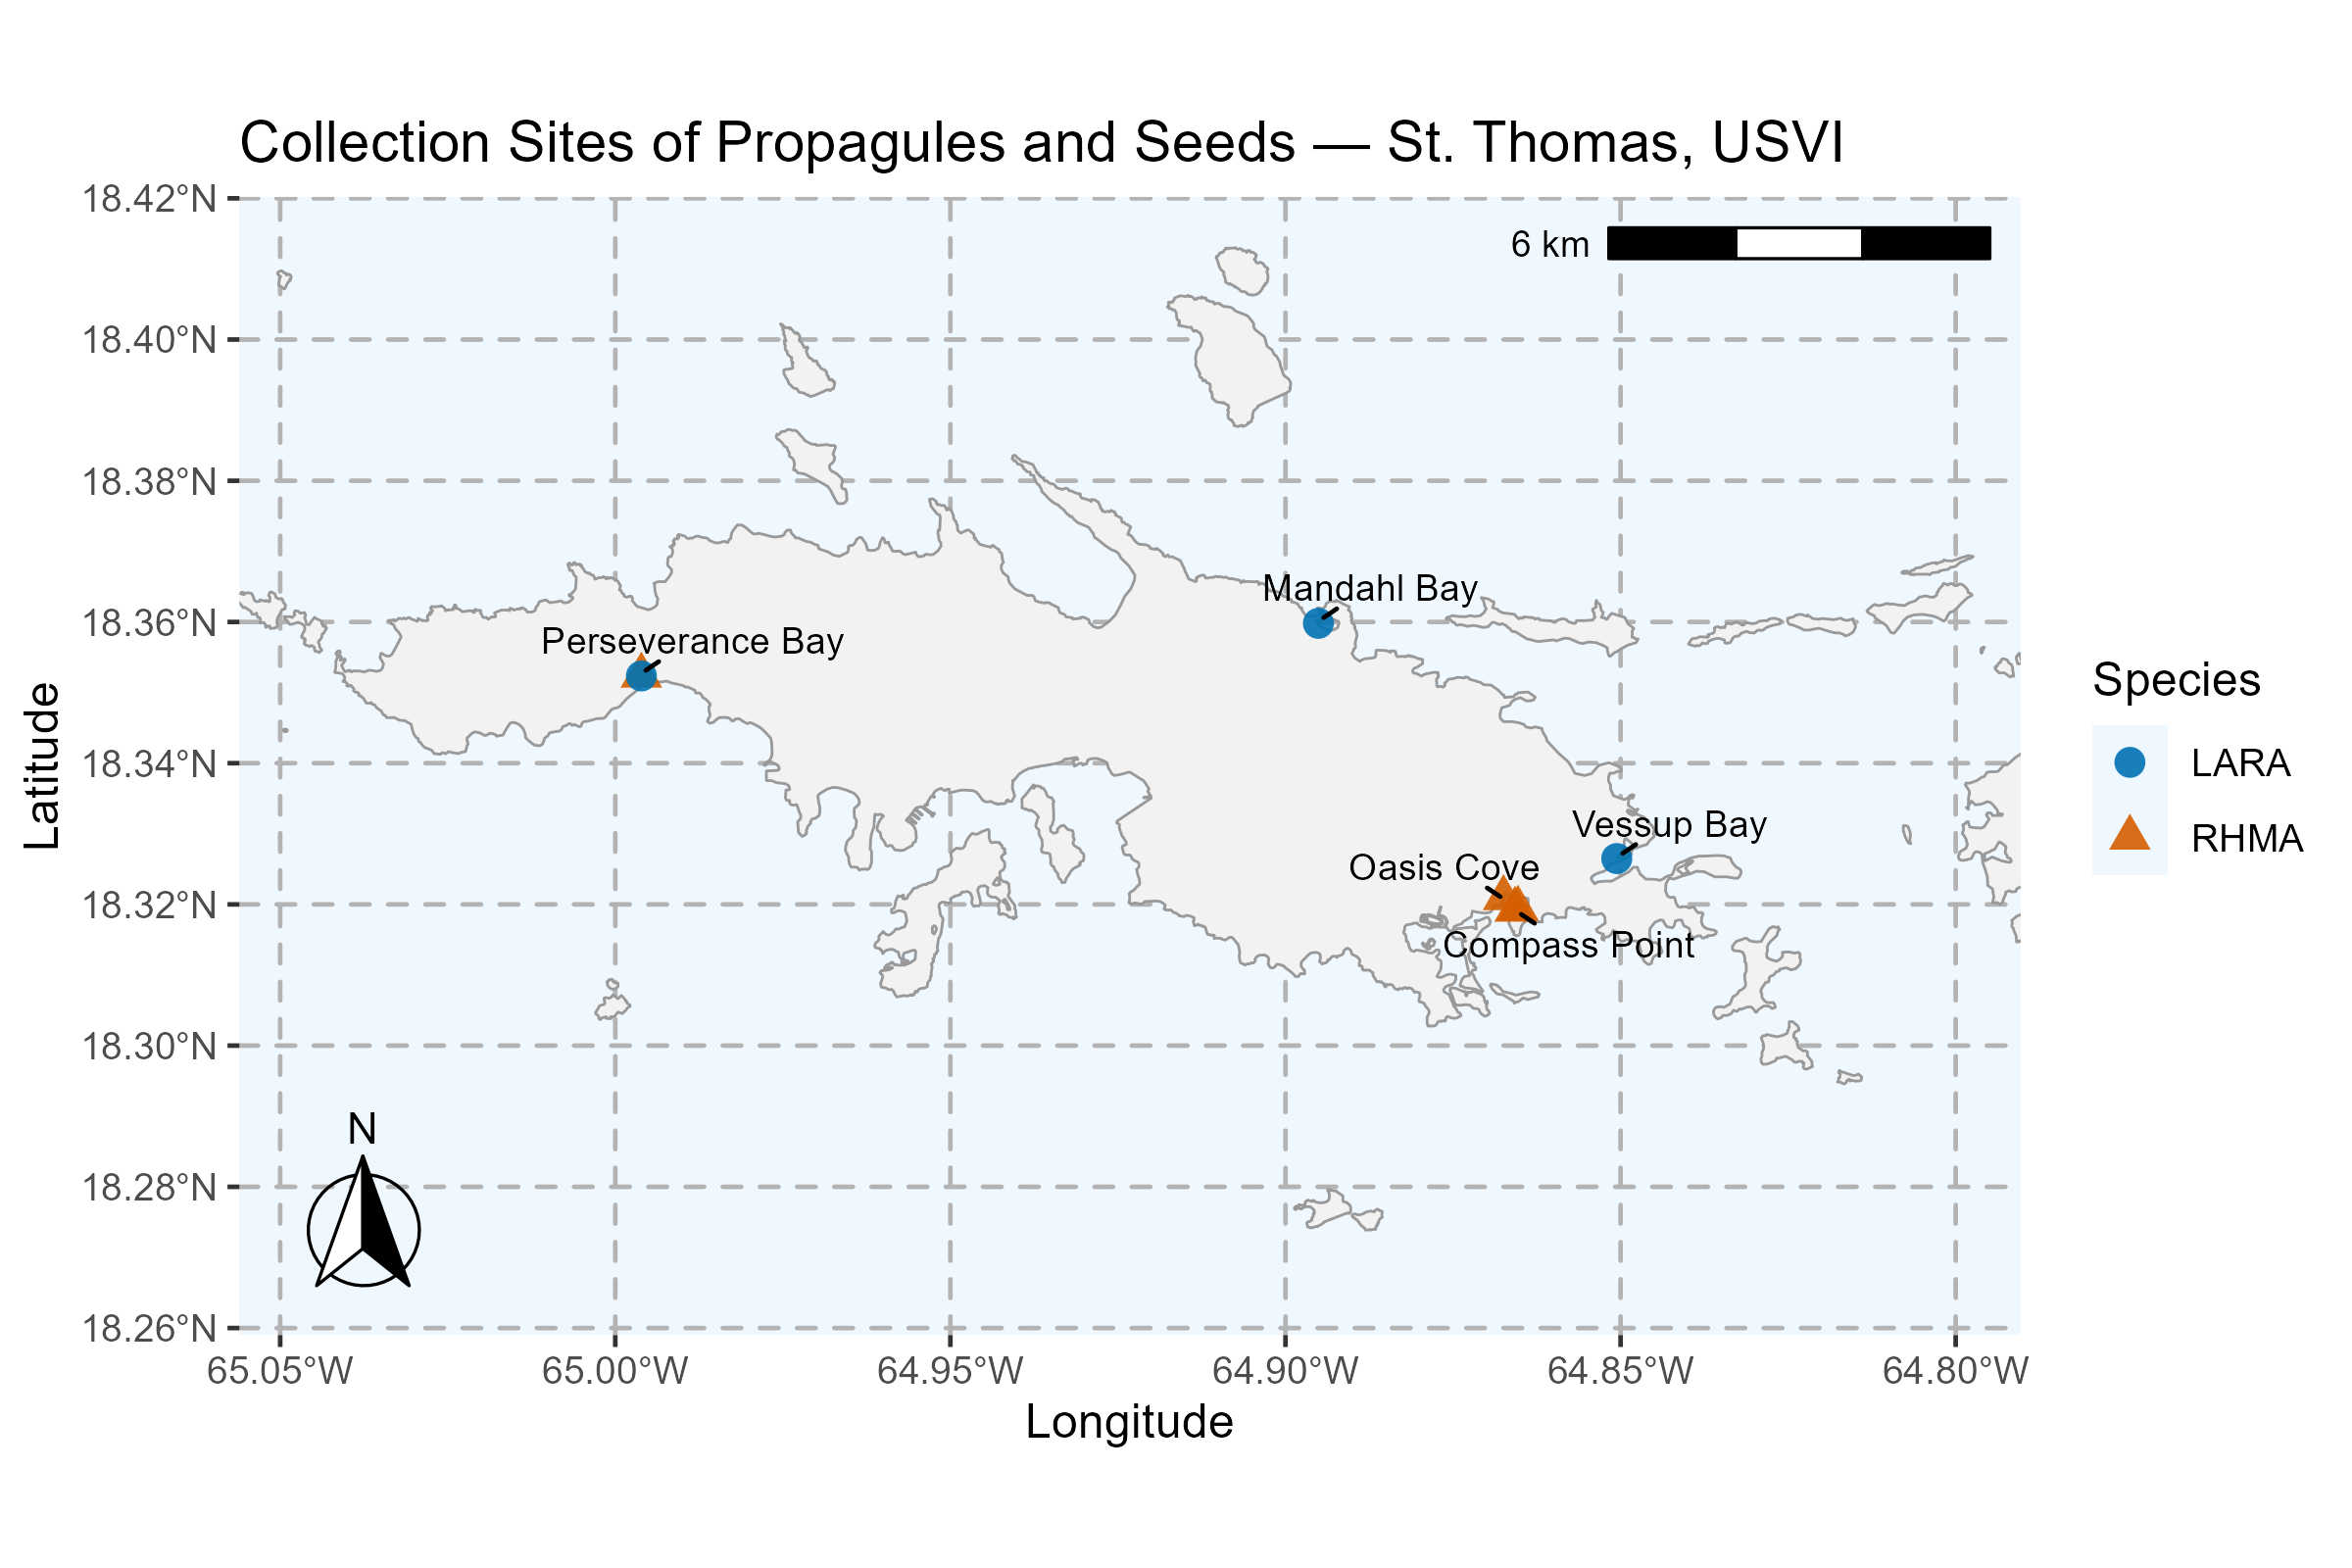 Collection Sites of Propagules and Seeds — St. Thomas, USVI
18.42°N
6 km
18.40°N
18.38°N
Mandahl Bay
18.36°N
Perseverance Bay
Species
LARA
RHMA
18.34°N
Latitude
Vessup Bay
Oasis Cove
18.32°N
Compass Point
18.30°N
N
18.28°N
18.26°N
65.05°W 65.00°W 64.95°W 64.90°W 64.85°W 64.80°W
Longitude